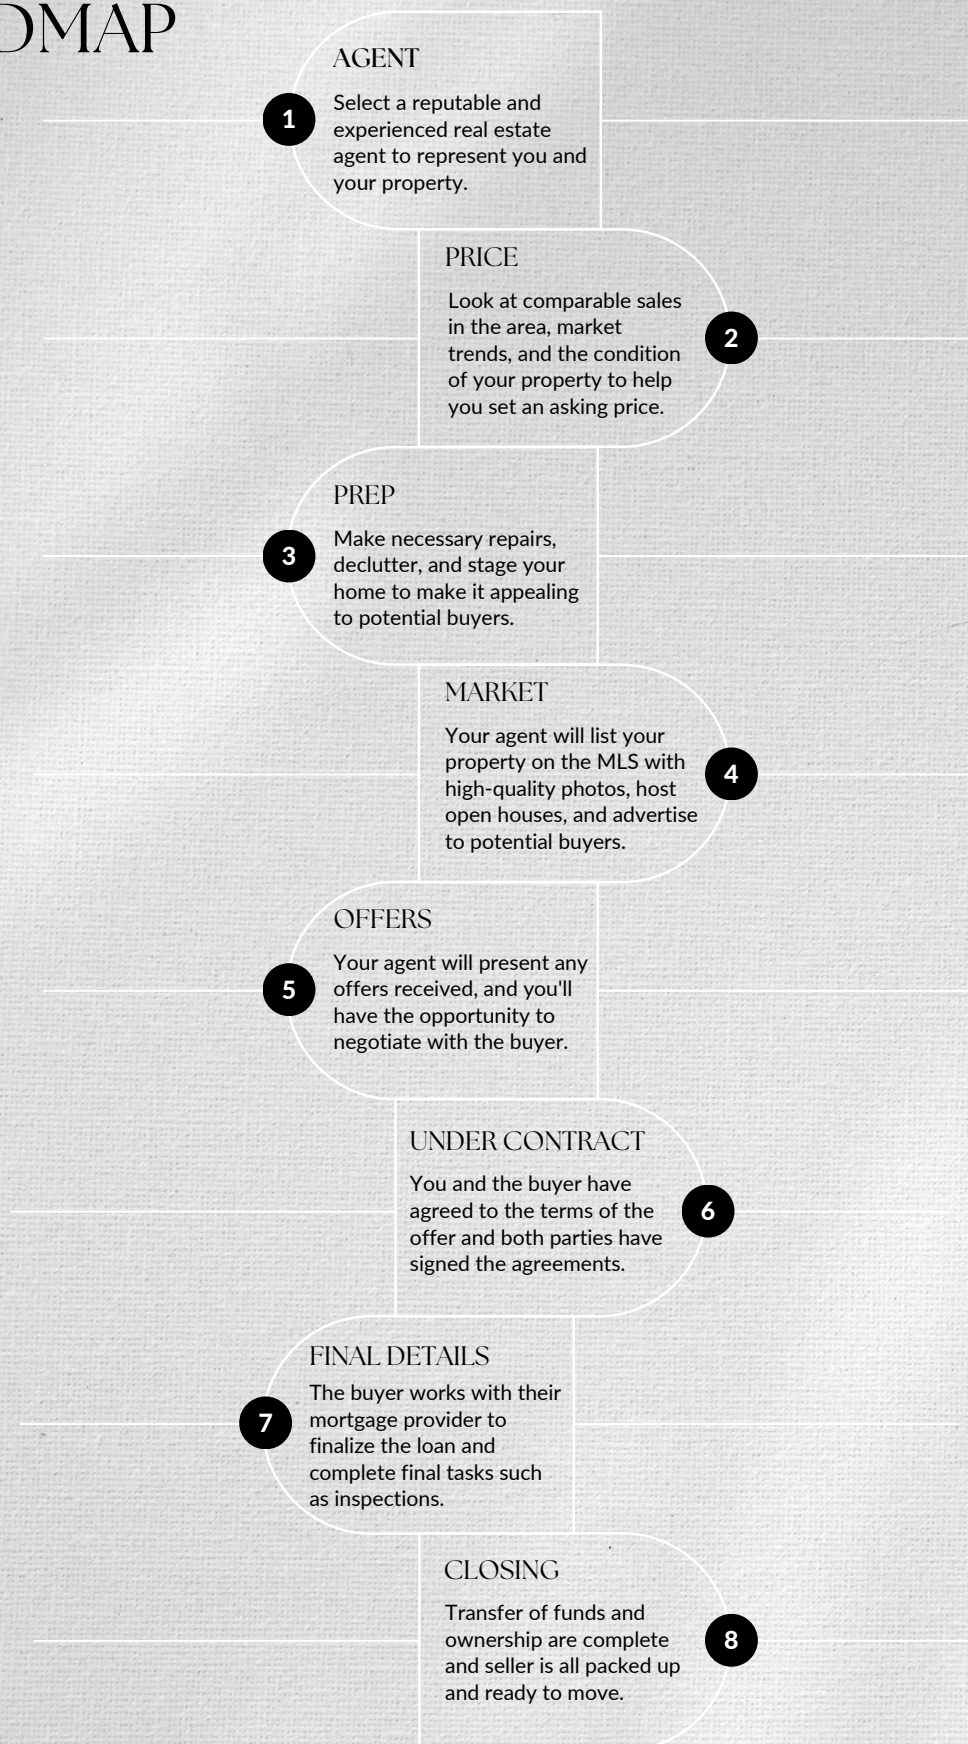 DMAP
AGENT
1
Select a reputable and
experienced real estate
agent to represent you and
your property.
PRICE
Look at comparable sales
in the area, market
trends, and the condition
of your property to help
you set an asking price.
2
PREP
3
Make necessary repairs,
declutter, and stage your
home to make it appealing
to potential buyers.
MARKET
Your agent will list your
property on the MLS with
high-quality photos, host
open houses, and advertise
to potential buyers.
4
OFFERS
5
Your agent will present any
offers received, and you'll
have the opportunity to
negotiate with the buyer.
UNDER CONTRACT
You and the buyer have
agreed to the terms of the
offer and both parties have
signed the agreements.
6
FINAL DETAILS
7
The buyer works with their
mortgage provider to
finalize the loan and
complete final tasks such
as inspections.
CLOSING
Transfer of funds and
ownership are complete
and seller is all packed up
and ready to move.
8